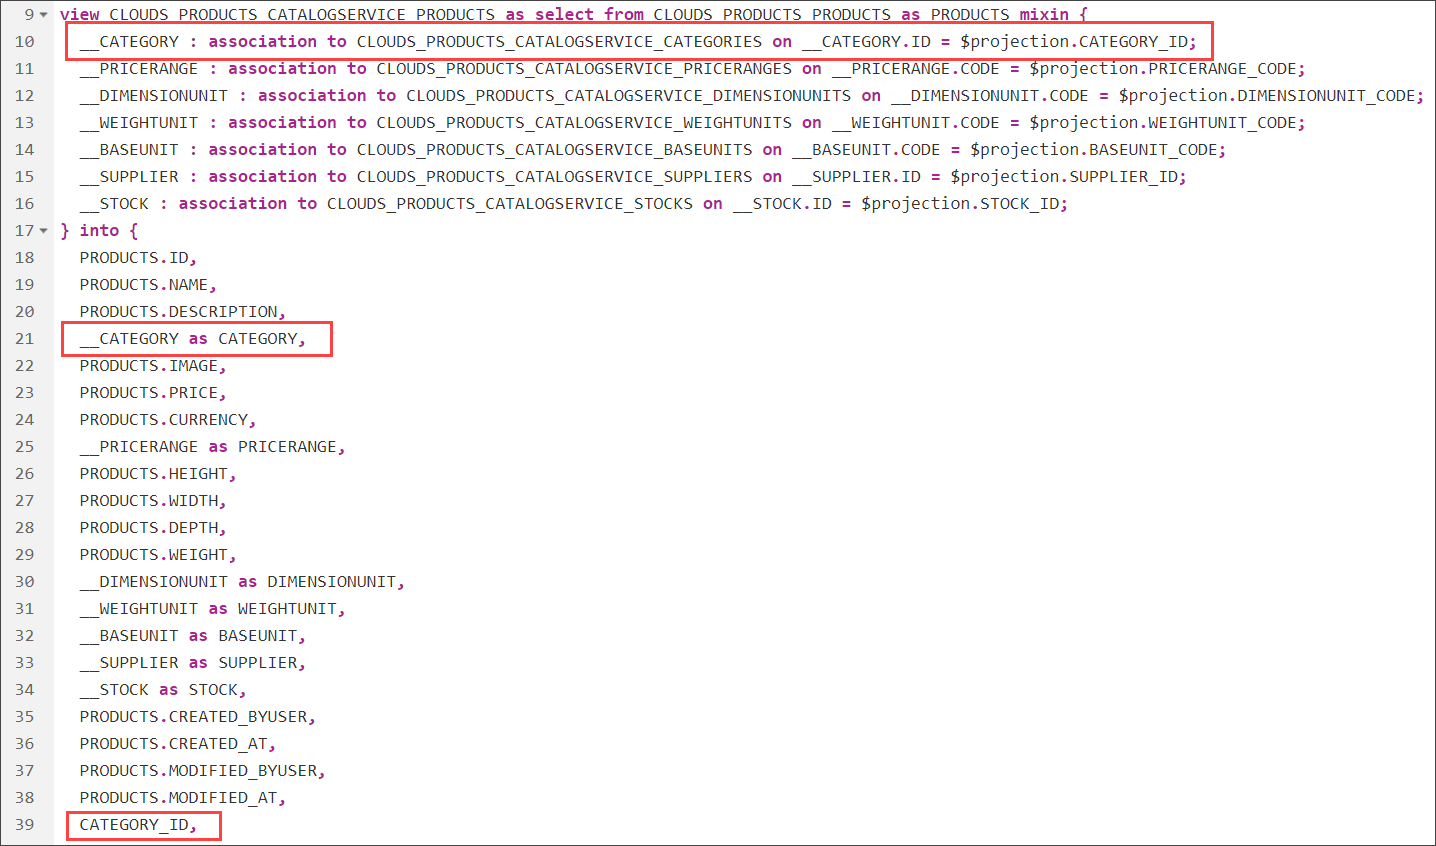 9 view CLOUDS_PRODUCTS_CATALOGSERVICE_PRODUCTS as select from CLOUDS_PRODUCTS_PRODUCTS as PRODUCTS mixin {
10 __CATEGORY : association to CLOUDS_PRODUCTS_CATALOGSERVICE_CATEGORIES on __CATEGORY.ID = $projection.CATEGORY_ID;
11 __PRICERANGE : association to CLOUDS_PRODUCTS_CATALOGSERVICE_PRICERANGES on __PRICERANGE.CODE = $projection.PRICERANGE_CODE;
12 __DIMENSIONUNIT : association to CLOUDS_PRODUCTS_CATALOGSERVICE_DIMENSIONUNITS on __DIMENSIONUNIT.CODE = $projection.DIMENSIONUNIT_CODE;
13 __WEIGHTUNIT : association to CLOUDS_PRODUCTS_CATALOGSERVICE_WEIGHTUNITS on __WEIGHTUNIT.CODE = $projection.WEIGHTUNIT_CODE;
14 __BASEUNIT : association to CLOUDS_PRODUCTS_CATALOGSERVICE_BASEUNITS on __BASEUNIT.CODE = $projection.BASEUNIT_CODE;
15 __SUPPLIER : association to CLOUDS_PRODUCTS_CATALOGSERVICE_SUPPLIERS on __SUPPLIER.ID = $projection.SUPPLIER_ID;
16 __STOCK : association to CLOUDS_PRODUCTS_CATALOGSERVICE_STOCKS on __STOCK.ID = $projection.STOCK_ID;
17 } into {
18 PRODUCTS.ID,
19 PRODUCTS.NAME,
20 PRODUCTS.DESCRIPTION,
21 __CATEGORY as CATEGORY,
22 PRODUCTS.IMAGE,
23 PRODUCTS.PRICE,
24 PRODUCTS.CURRENCY,
25 __PRICERANGE as PRICERANGE,
26 PRODUCTS.HEIGHT,
27 PRODUCTS.WIDTH,
28 PRODUCTS.DEPTH,
29 PRODUCTS.WEIGHT,
30 __DIMENSIONUNIT as DIMENSIONUNIT,
31 __WEIGHTUNIT as WEIGHTUNIT,
32 __BASEUNIT as BASEUNIT,
33 __SUPPLIER as SUPPLIER,
34 __STOCK as STOCK,
35 PRODUCTS.CREATED_BYUSER,
36 PRODUCTS.CREATED_AT,
37 PRODUCTS.MODIFIED_BYUSER,
38 PRODUCTS.MODIFIED_AT,
39 CATEGORY_ID,